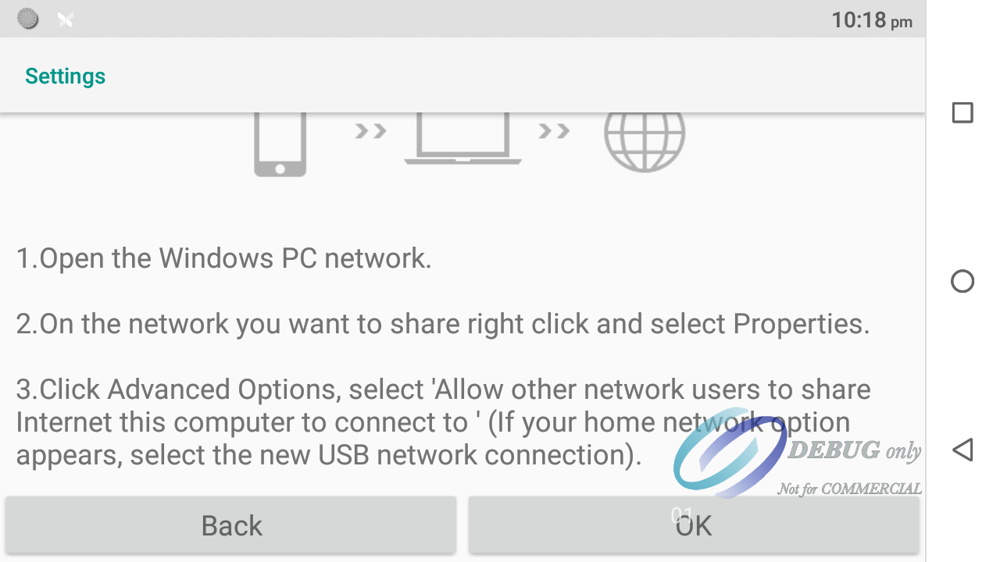 10:18 pm
Settings
1.Open the Windows PC network.
2.On the network you want to share right click and select Properties.
3.Click Advanced Options, select 'Allow other network users to share
Internet this computer to connect to ' (If your home network option
appears, select the new USB network connection).
DEBUG only
Not for COMMERCIAL
01
Back
OK